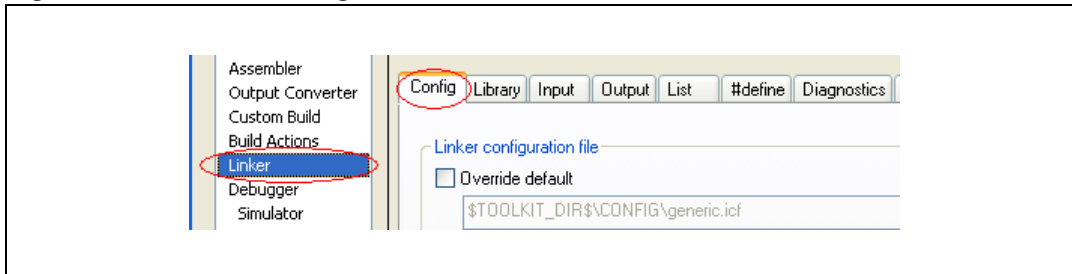 Assembler
Output Converter
Custom Build
Build Actions
Linker
Debugger
Simulator
Config Library Input Output List #define Diagnostics
Linker configuration file
Override default
$TOOLKIT_DIR$\CONFIG\generic.icf